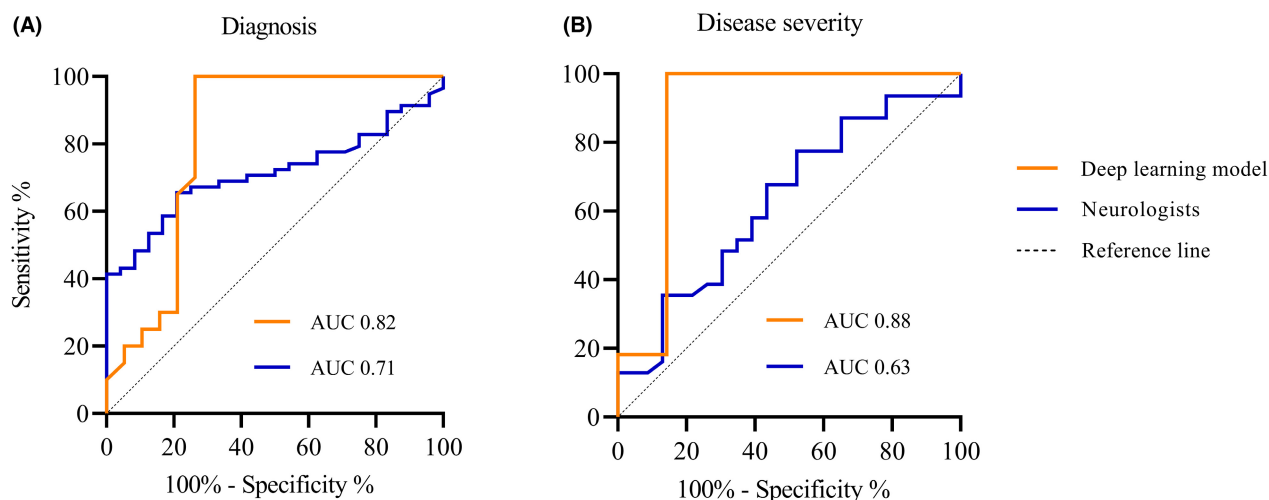 (A)
Diagnosis
100
80
60
40
20
0
Sensitivity %
AUC 0.82
AUC 0.71
0 20 40 60 80 100
100% - Specificity %
(B)
Disease severity
100
80
60
40
20
0
AUC 0.88
AUC 0.63
0 20 40 60 80 100
100% - Specificity %
Deep learning model
Neurologists
Reference line